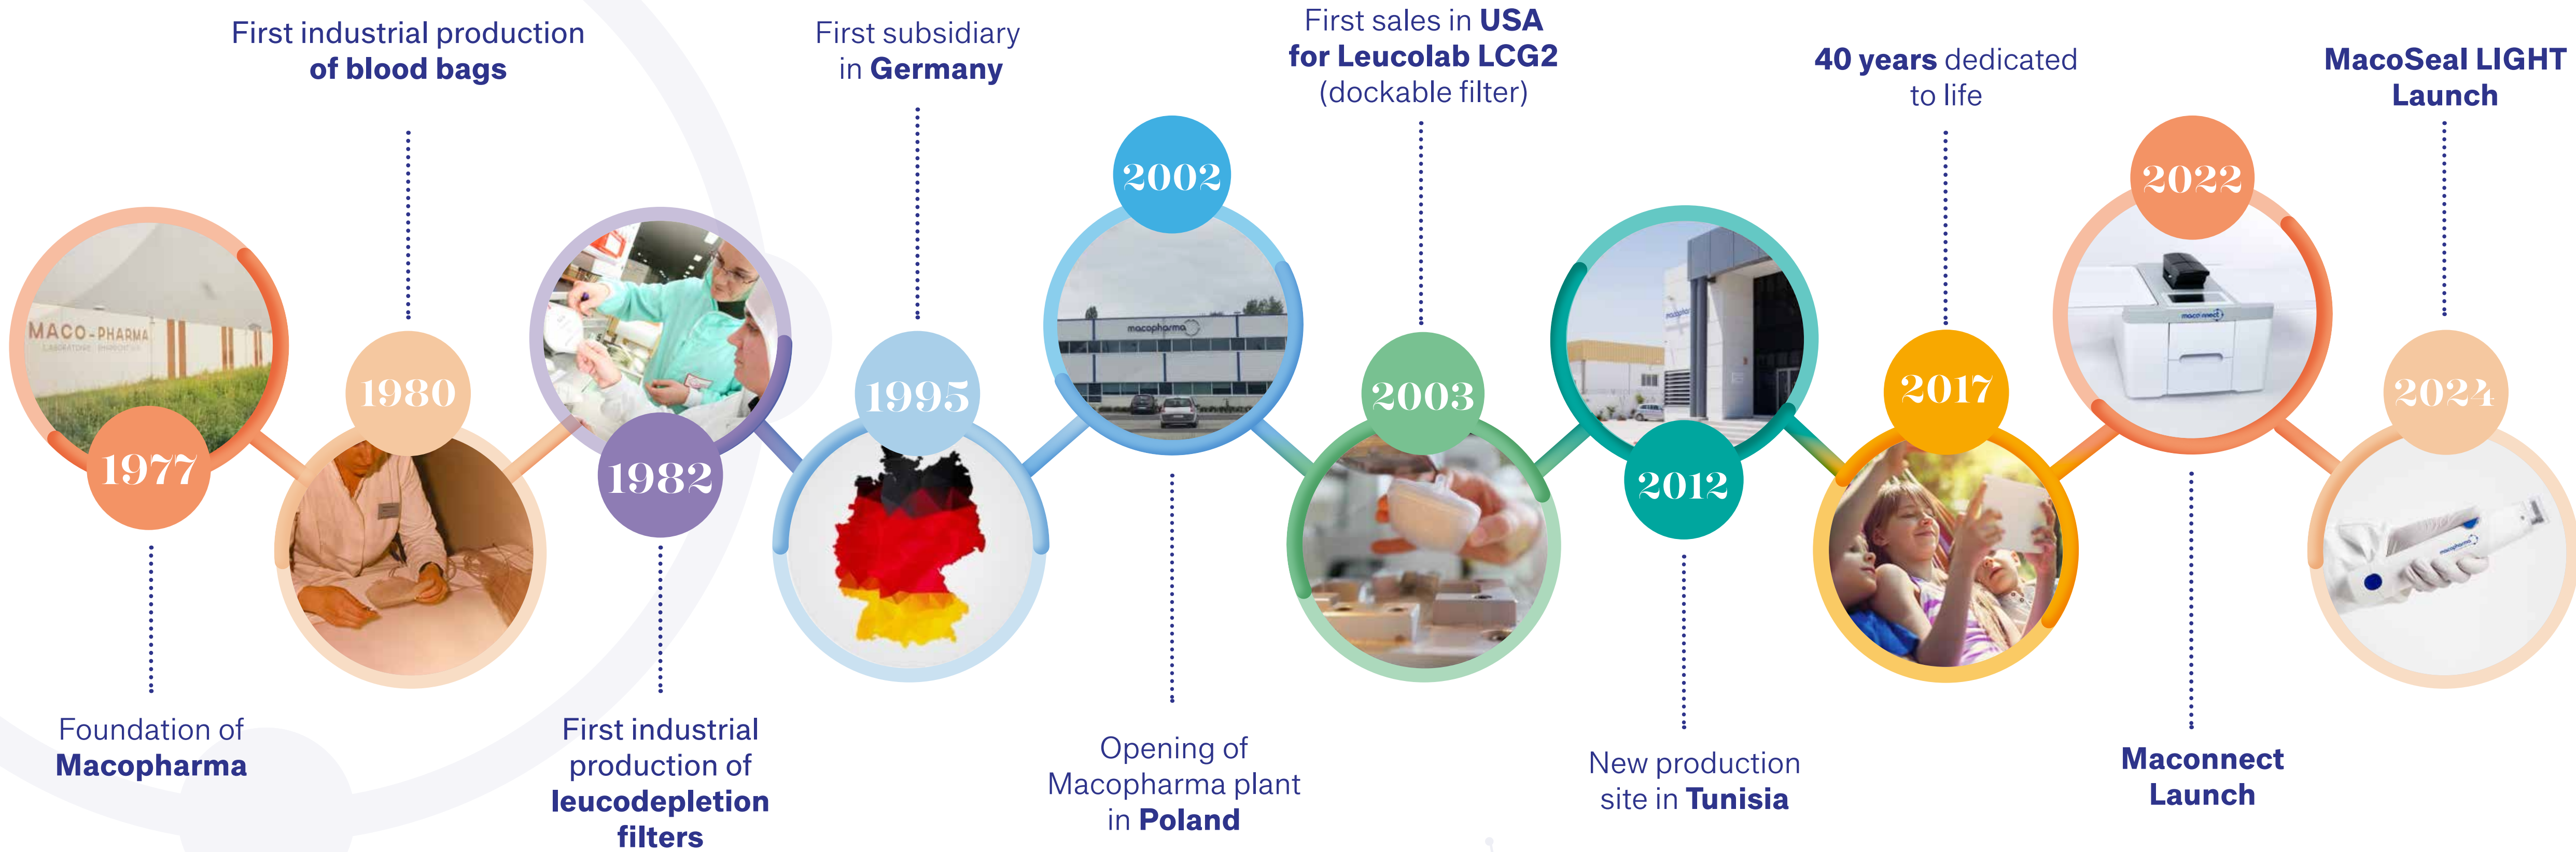 First industrial production
of blood bags
First subsidiary
in Germany
First sales in USA
for Leucolab LCG2
(dockable filter)
40 years dedicated
to life
MacoSeal LIGHT
Launch
1977
MACO-PHARMA
1980
1982
1995
2002
macopharma
2003
2012
2017
2022
maconnect
2024
macopharma
Foundation of
Macopharma
First industrial
production of
leucodepletion
filters
Opening of
Macopharma plant
in Poland
New production
site in Tunisia
Maconnect
Launch